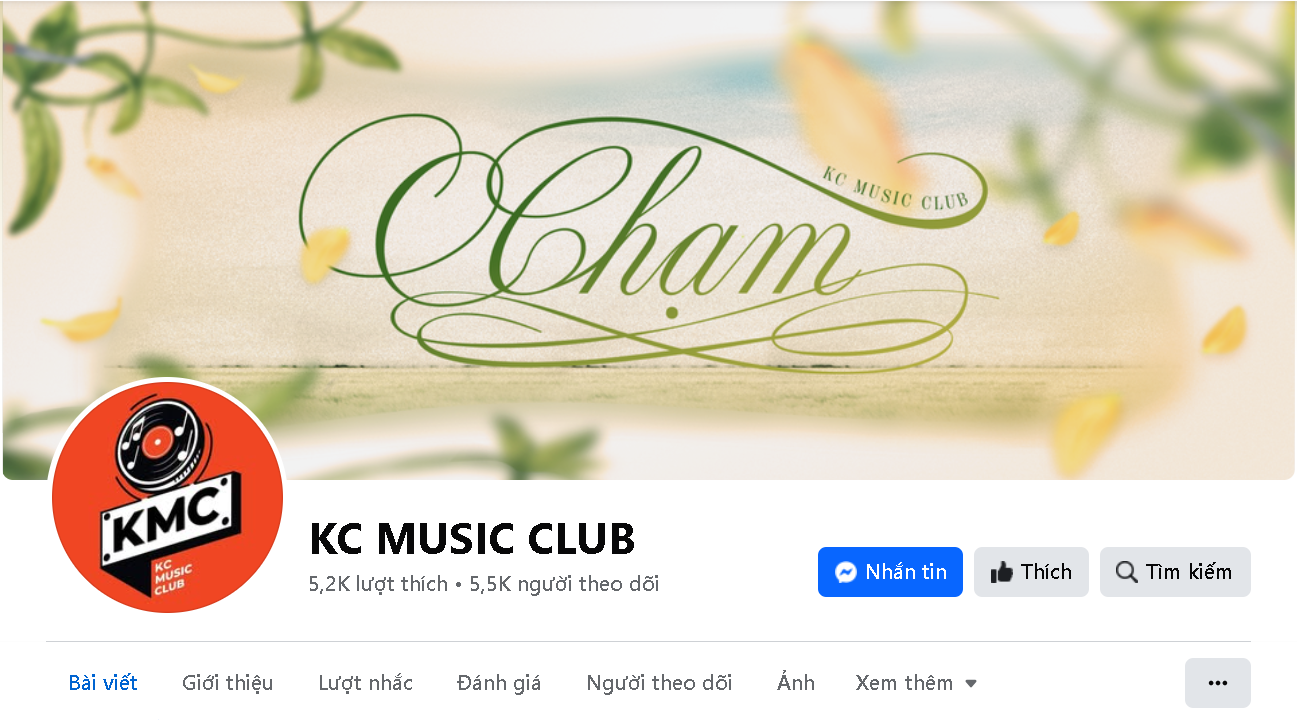 Chạm
KC MUSIC CLUB
KMC
KC
MUSIC
CLUB
KC MUSIC CLUB
5,2K lượt thích • 5,5K người theo dõi
Nhắn tin
Thích
Tìm kiếm
Bài viết
Giới thiệu
Lượt nhắc
Đánh giá
Người theo dõi
Ảnh
Xem thêm